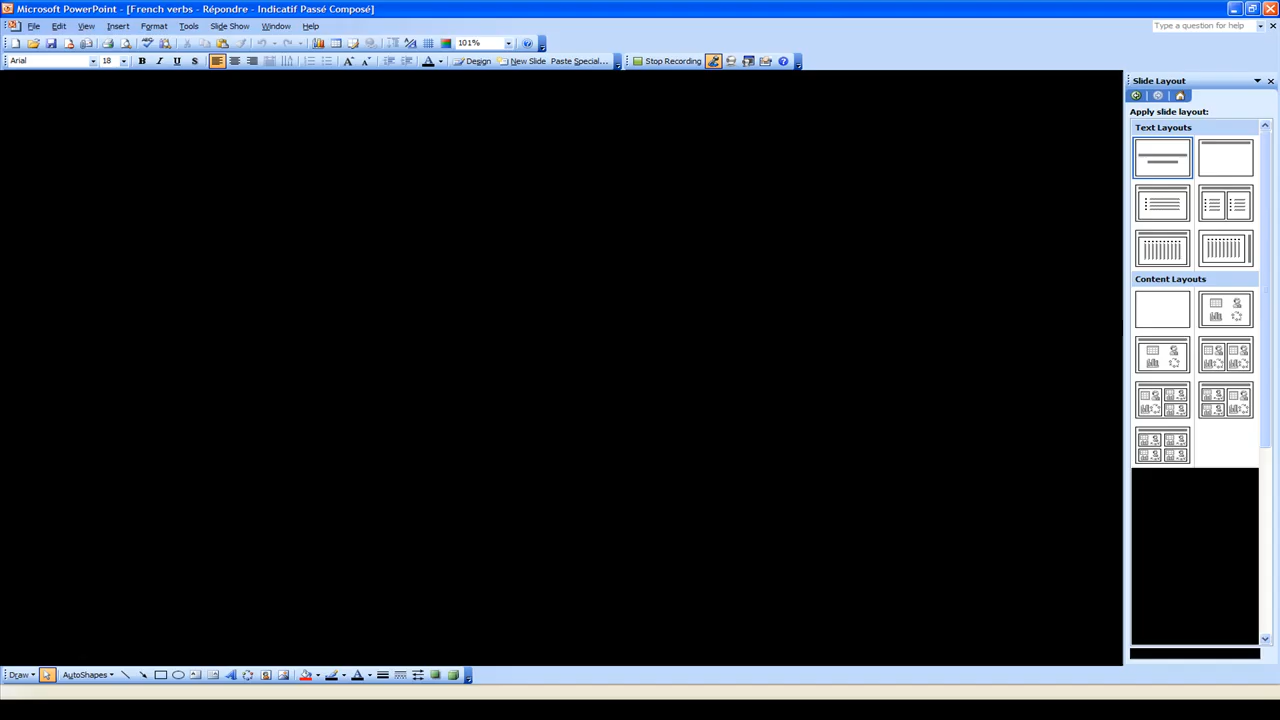 Microsoft PowerPoint - [French verbs - Répondre - Indicatif Passé Composé]
File Edit View Insert Format Tools Slide Show Window Help
Type a question for help
101%
Arial 18 B I U S A Design New Slide Paste Special... Stop Recording
Slide Layout
Apply slide layout:
Text Layouts
Content Layouts
Draw AutoShapes A